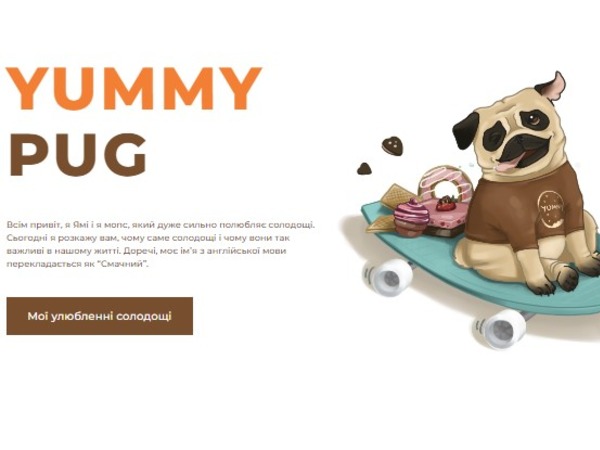 YUMMY
PUG
Всім привіт, я Ямі і я мопс, який дуже сильно полюбляє солодощі.
Сьогодні я розкажу вам, чому саме солодощі і чому вони так
важливі в нашому житті. Доречі, моє ім'я з англійської мови
перекладається як "Смачний".
Мої улюбленні солодощі
YUMMY